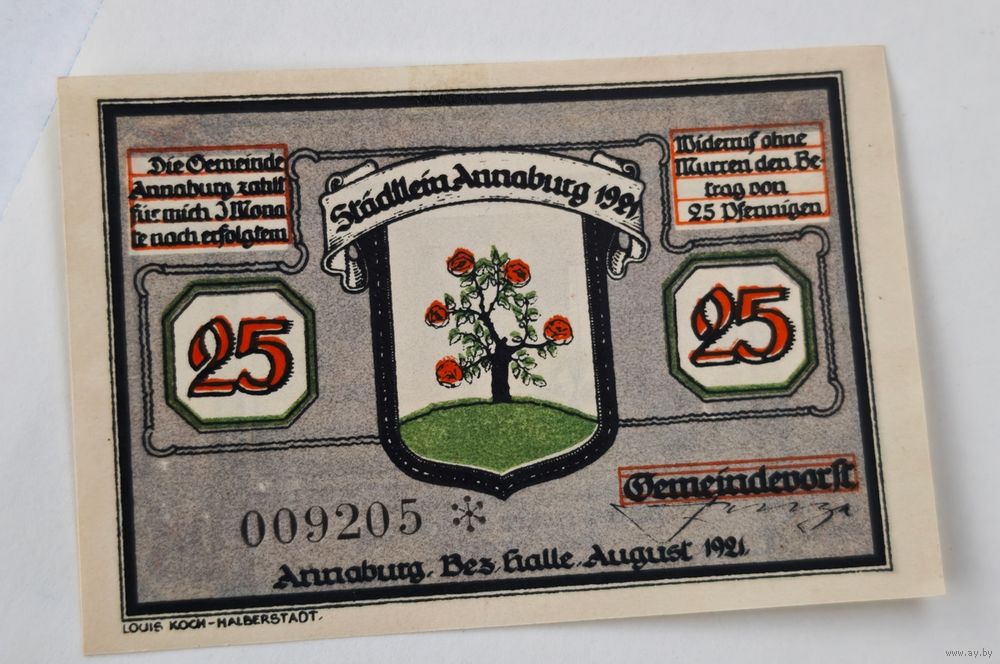 Die Gemeinde
Annaburg zahlt
für mich 3 Mona
te nach erfolgtem
Städtlein Annaburg 1921
Widerruf ohne
Murren den Be-
trag von
25 Pfennigen
25
25
Gemeindevorst
009205 *
Annaburg. Bez. Halle. August 1921.
LOUIS KOCH-HALBERSTADT.
www.ay.by